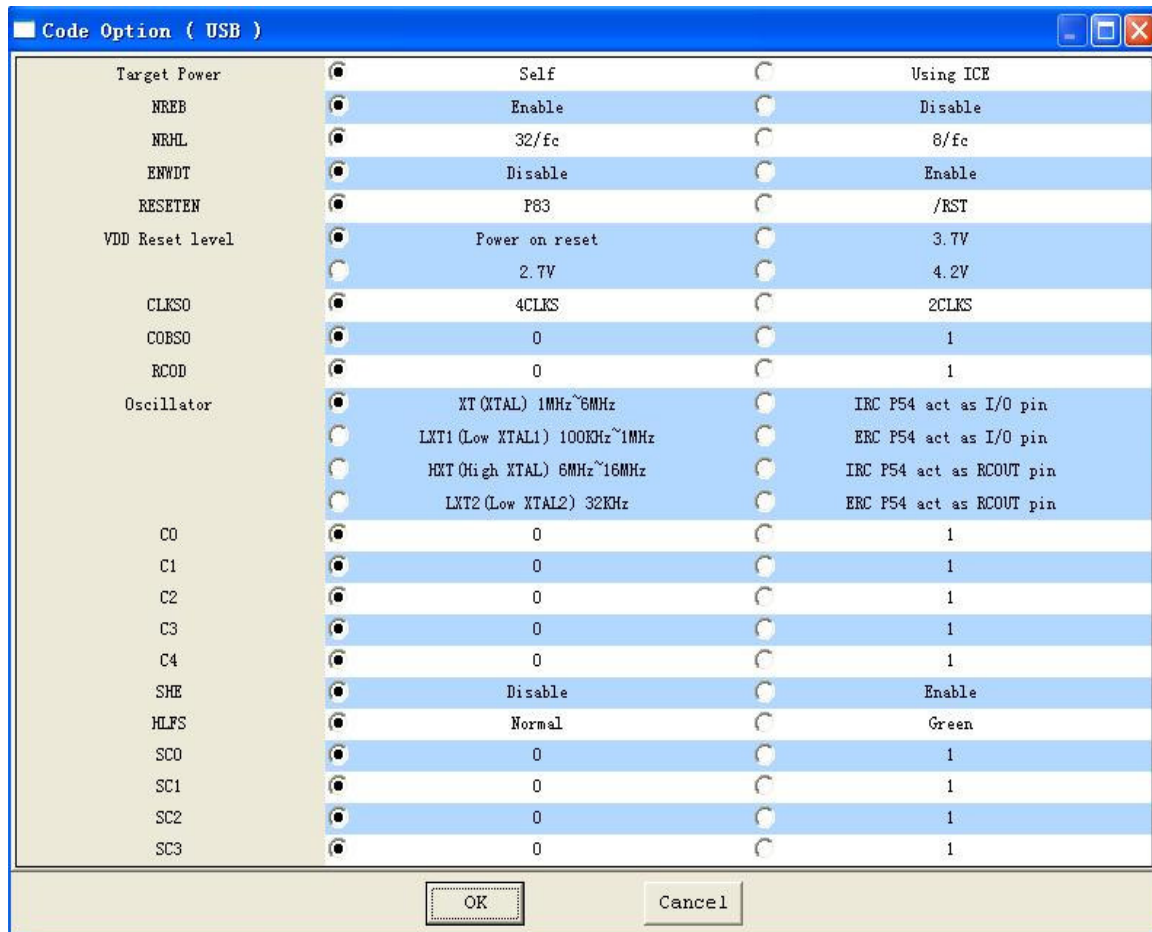 Code Option ( USB )
Target Power Self Using ICE
NREB Enable Disable
NRHL 32/fc 8/fc
ENWDT Disable Enable
RESETEN P83 /RST
VDD Reset level Power on reset 3.7V
2.7V 4.2V
CLKS0 4CLKS 2CLKS
COBS0 0 1
RCOD 0 1
Oscillator XT(XTAL) 1MHz~6MHz IRC P54 act as I/O pin
LXT1(Low XTAL1) 100KHz~1MHz ERC P54 act as I/O pin
HXT(High XTAL) 6MHz~16MHz IRC P54 act as RCOUT pin
LXT2(Low XTAL2) 32KHz ERC P54 act as RCOUT pin
C0 0 1
C1 0 1
C2 0 1
C3 0 1
C4 0 1
SHE Disable Enable
HLFS Normal Green
SC0 0 1
SC1 0 1
SC2 0 1
SC3 0 1
OK Cancel